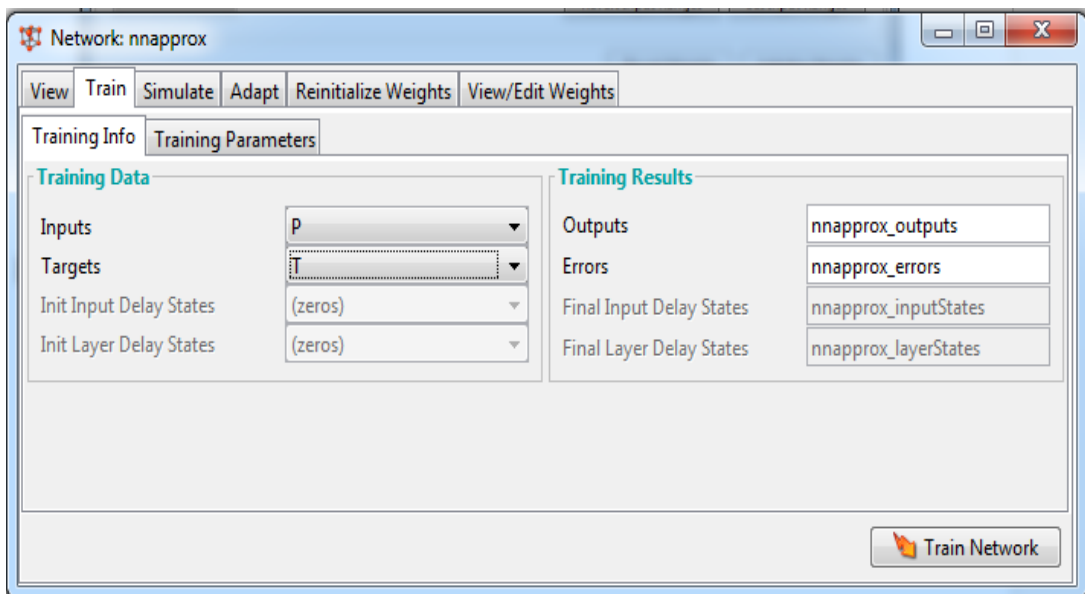 Network: nnapprox
View Train Simulate Adapt Reinitialize Weights View/Edit Weights
Training Info Training Parameters
Training Data
Inputs P
Targets T
Init Input Delay States (zeros)
Init Layer Delay States (zeros)
Training Results
Outputs nnapprox_outputs
Errors nnapprox_errors
Final Input Delay States nnapprox_inputStates
Final Layer Delay States nnapprox_layerStates
Train Network